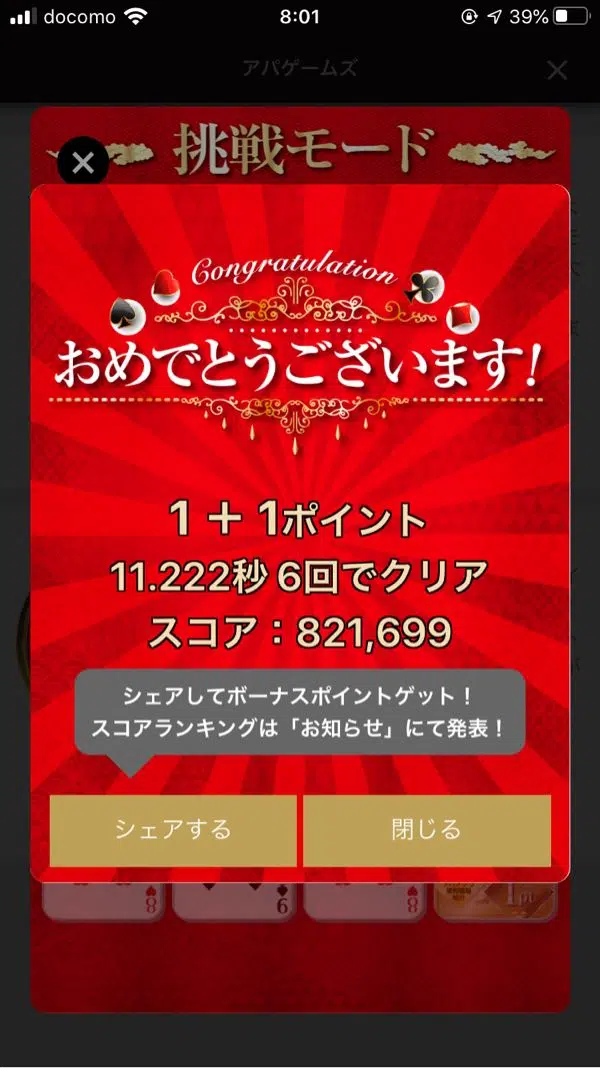 docomo 8:01 39%
アパゲームズ
挑戦モード
Congratulation
おめでとうございます!
1 + 1ポイント
11.222秒 6回でクリア
スコア:821,699
シェアしてボーナスポイントゲット!
スコアランキングは「お知らせ」にて発表!
シェアする
閉じる
8 9 8 1pt